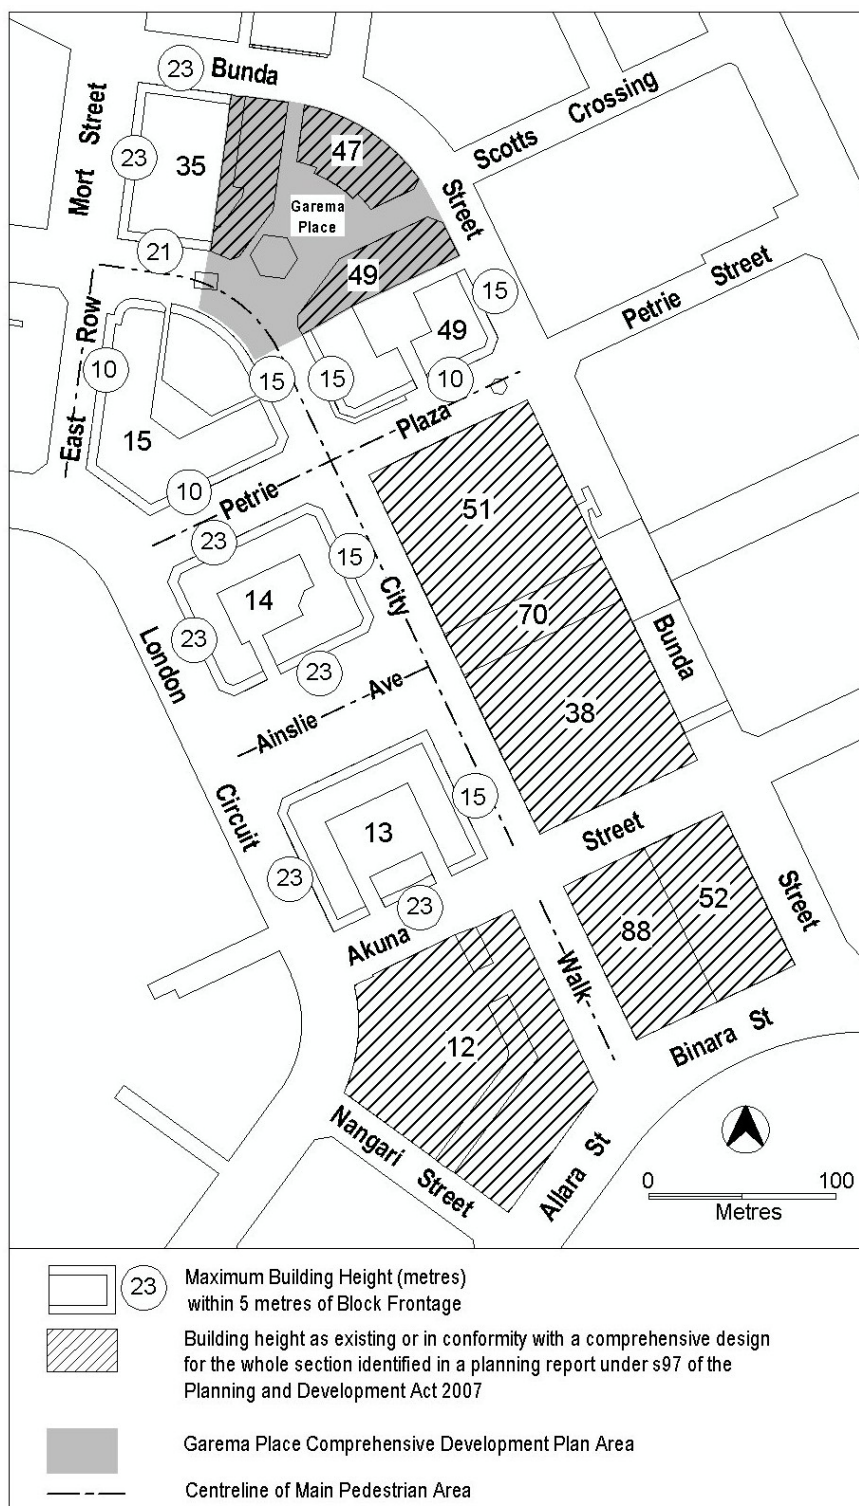 23
Bunda
Mort Street
23
35
47
Scotts Crossing
Garema
Place
Street
21
49
Petrie Street
15
49
East Row
10
15
15
10
15
Plaza
10
Petrie
51
23
15
City
14
70
23
London
23
Bunda
Ainslie Ave
38
15
Circuit
13
Street
23
23
52
Street
88
Akuna
Walk
12
Binara St
Nangari Street
Allara St
0 100
Metres
23
Maximum Building Height (metres)
within 5 metres of Block Frontage
Building height as existing or in conformity with a comprehensive design
for the whole section identified in a planning report under s97 of the
Planning and Development Act 2007
Garema Place Comprehensive Development Plan Area
Centreline of Main Pedestrian Area